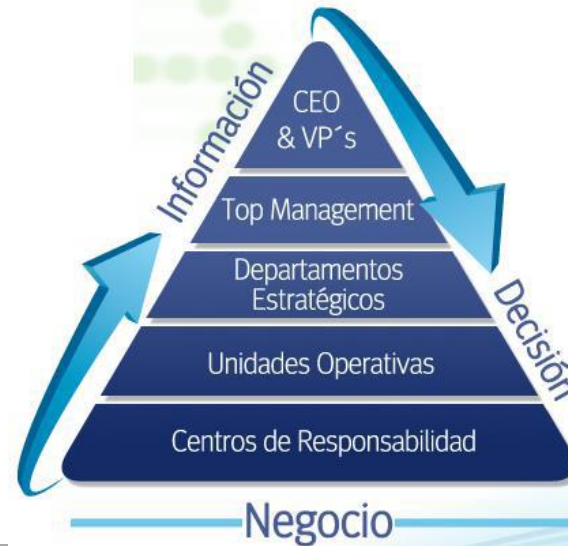 Información
CEO
& VP´s
Top Management
Departamentos
Estratégicos
Unidades Operativas
Centros de Responsabilidad
Decisión
Negocio